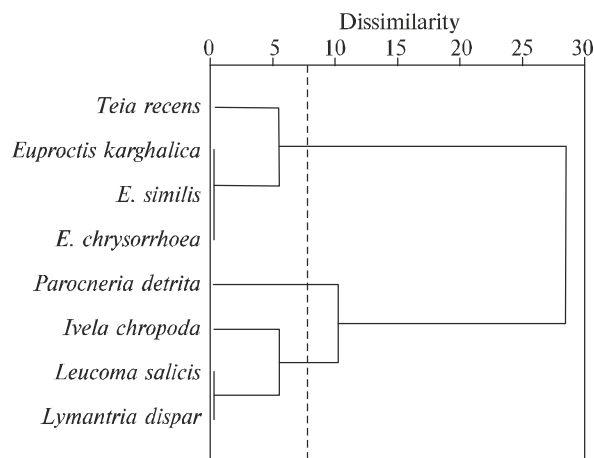 Dissimilarity
0 5 10 15 20 25 30
Teia recens
Euproctis karghalica
E. similis
E. chrysorrhoea
Parocneria detrita
Ivela chropoda
Leucoma salicis
Lymantria dispar